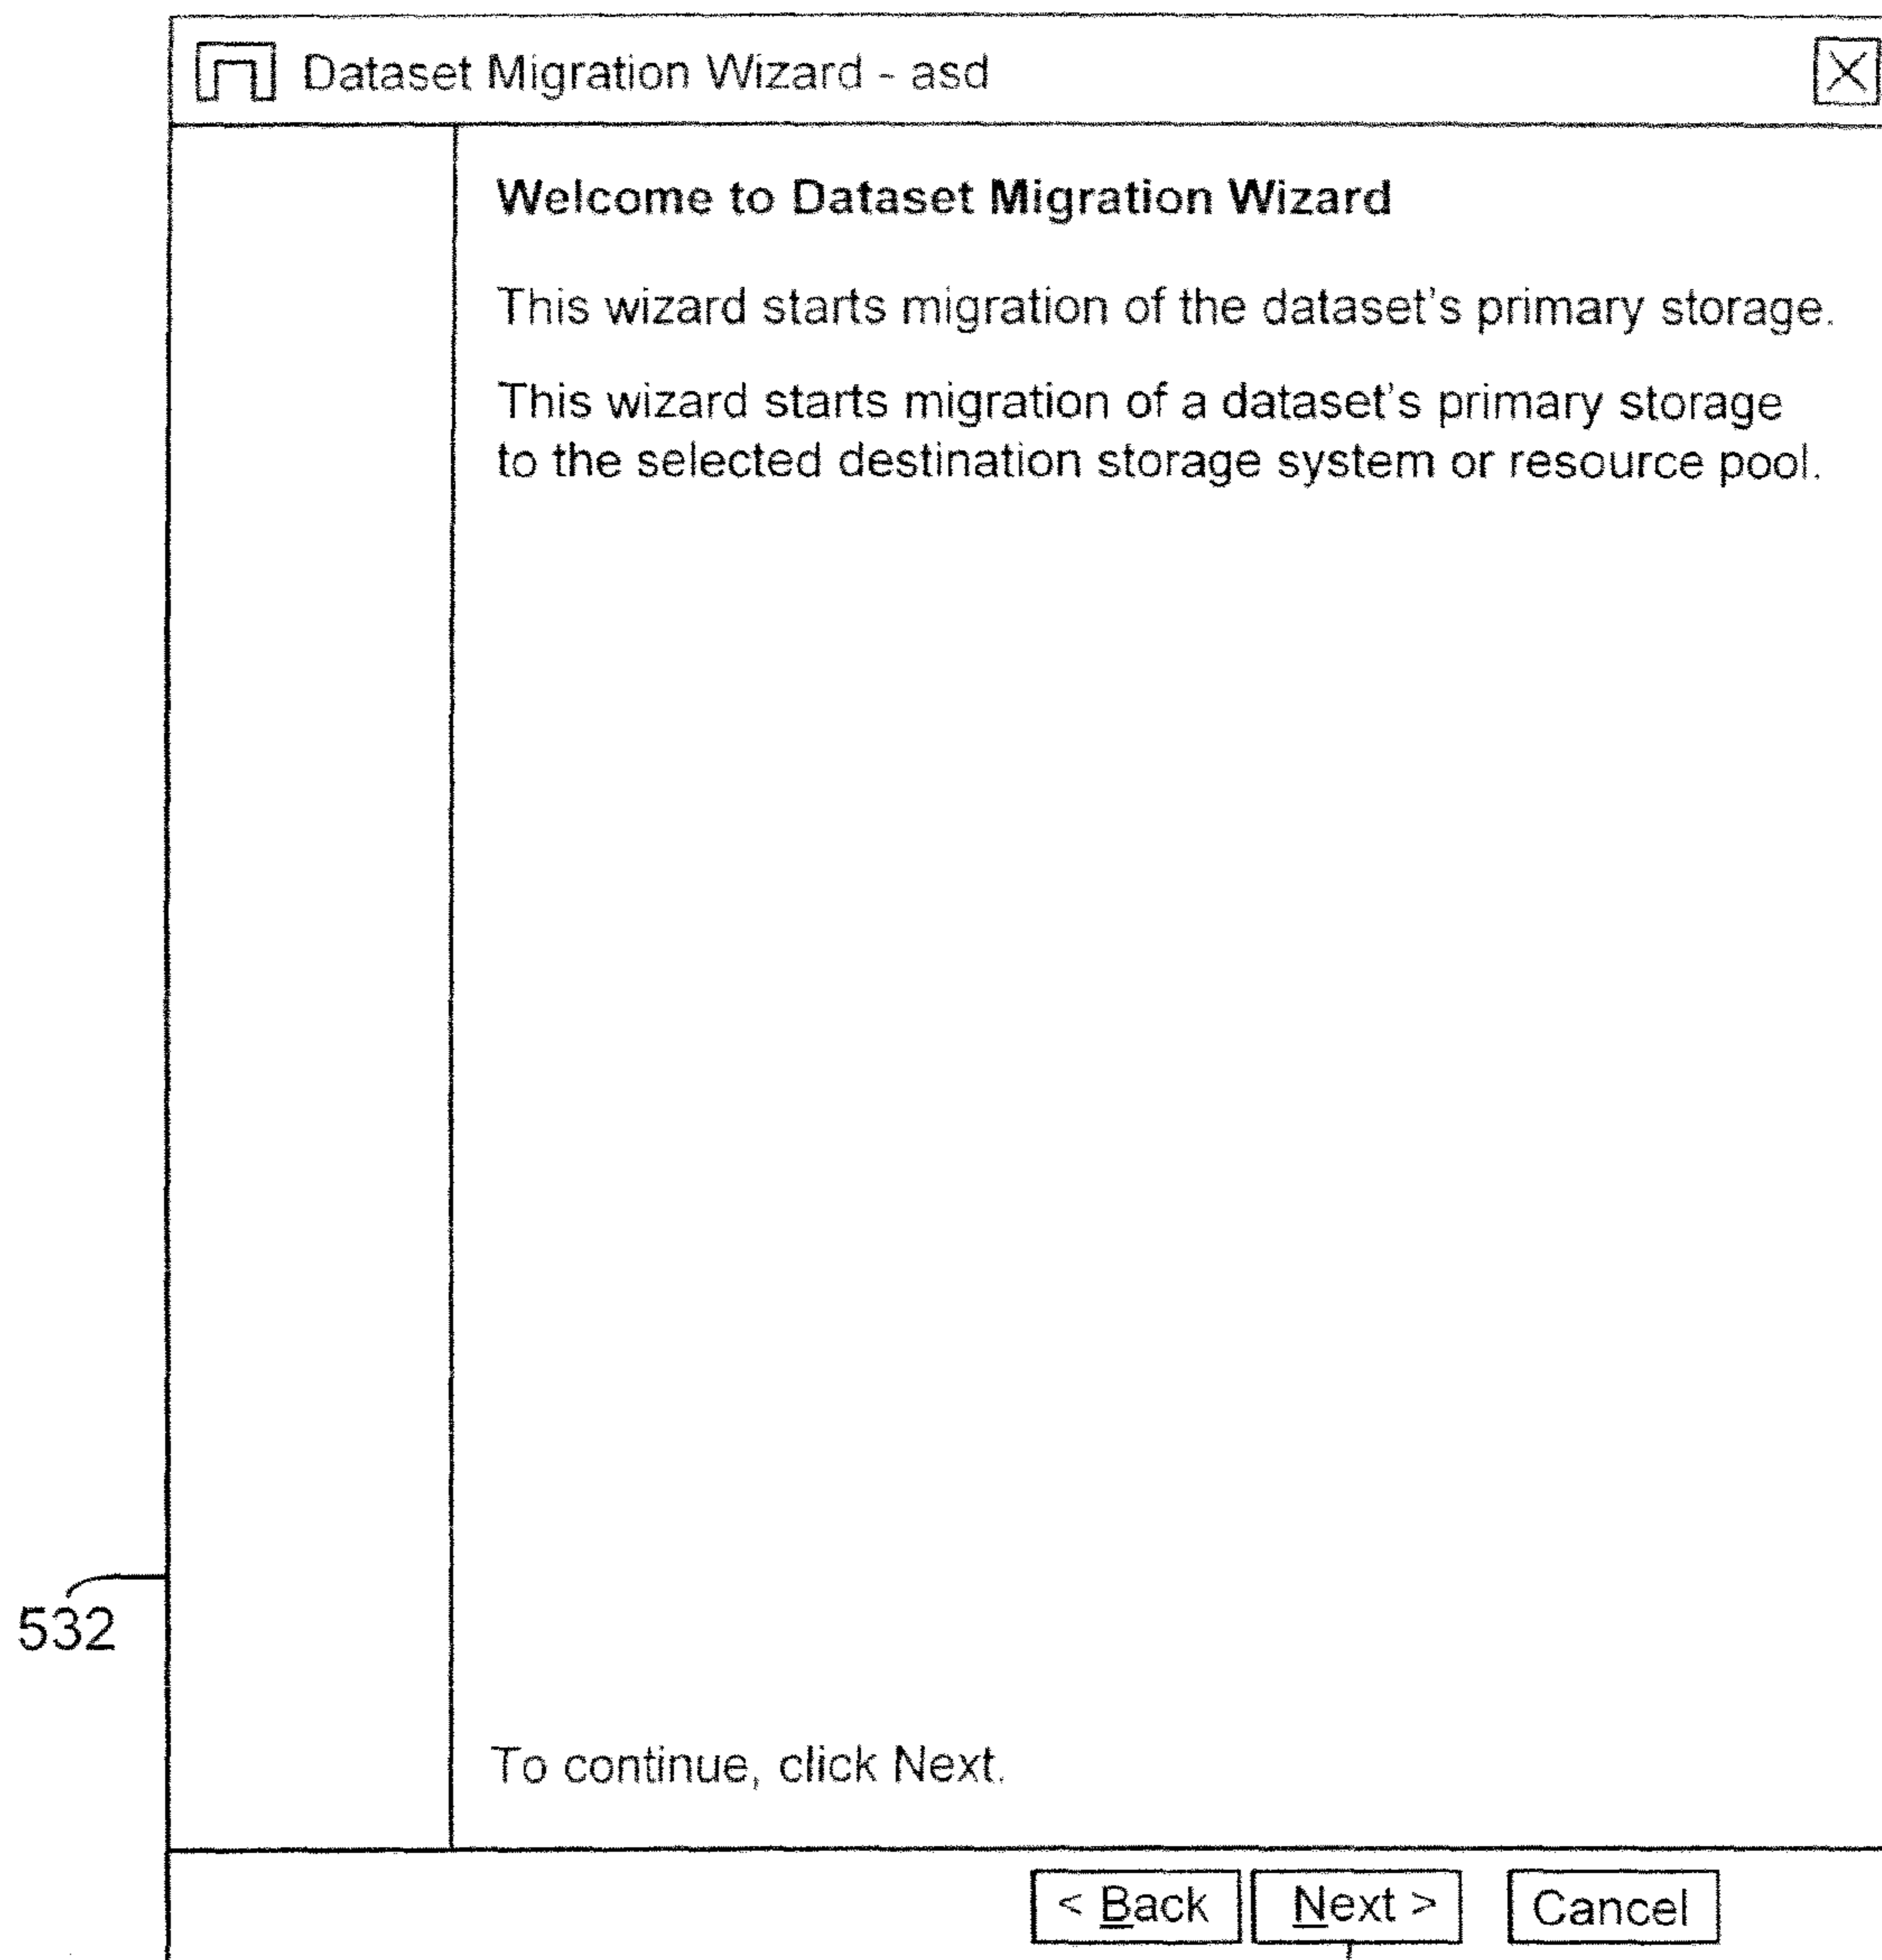 Dataset Migration Wizard - asd
Welcome to Dataset Migration Wizard
This wizard starts migration of the dataset's primary storage.
This wizard starts migration of a dataset's primary storage
to the selected destination storage system or resource pool.
532
To continue, click Next.
< Back Next > Cancel